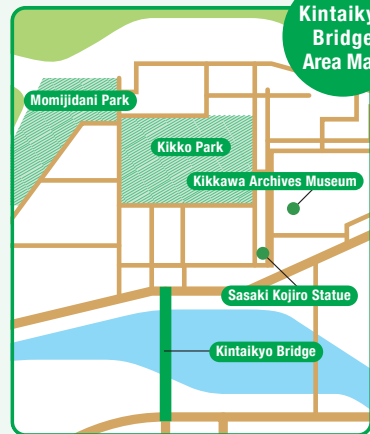 Kintaiky
Bridge
Area Ma
Momijidani Park
Kikko Park
Kikkawa Archives Museum
Sasaki Kojiro Statue
Kintaikyo Bridge